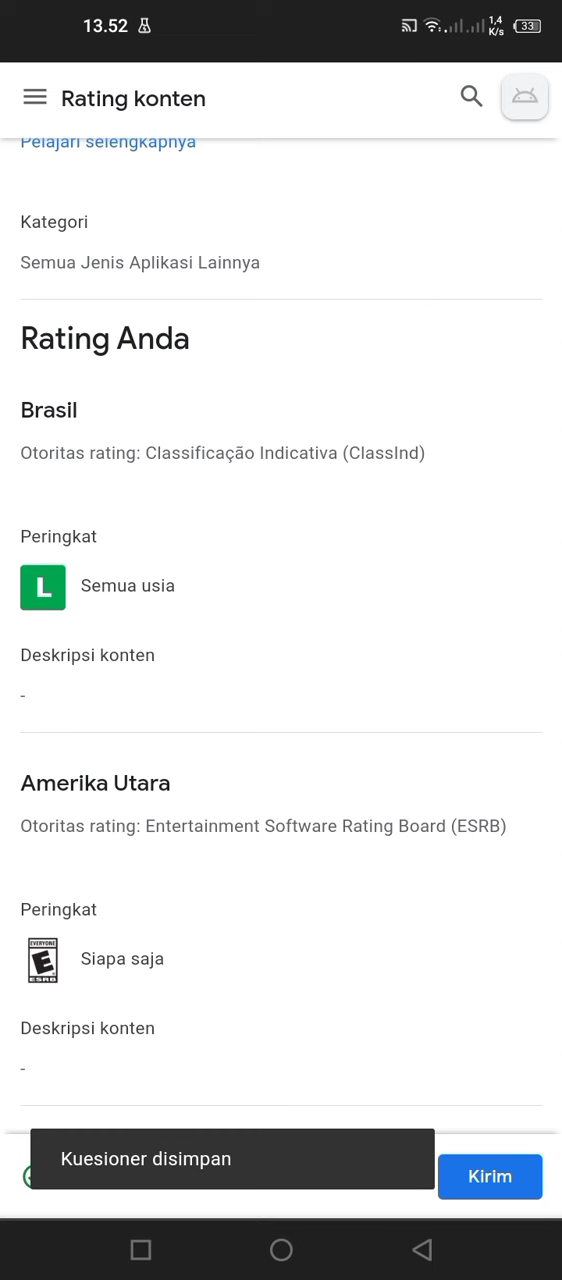 13.52
1,4
K/s
33
Rating konten
Pelajari selengkapnya
Kategori
Semua Jenis Aplikasi Lainnya
Rating Anda
Brasil
Otoritas rating: Classificação Indicativa (ClassInd)
Peringkat
L
Semua usia
Deskripsi konten
-
Amerika Utara
Otoritas rating: Entertainment Software Rating Board (ESRB)
Peringkat
EVERYONE
E
ESRB
Siapa saja
Deskripsi konten
-
Kuesioner disimpan
Kirim